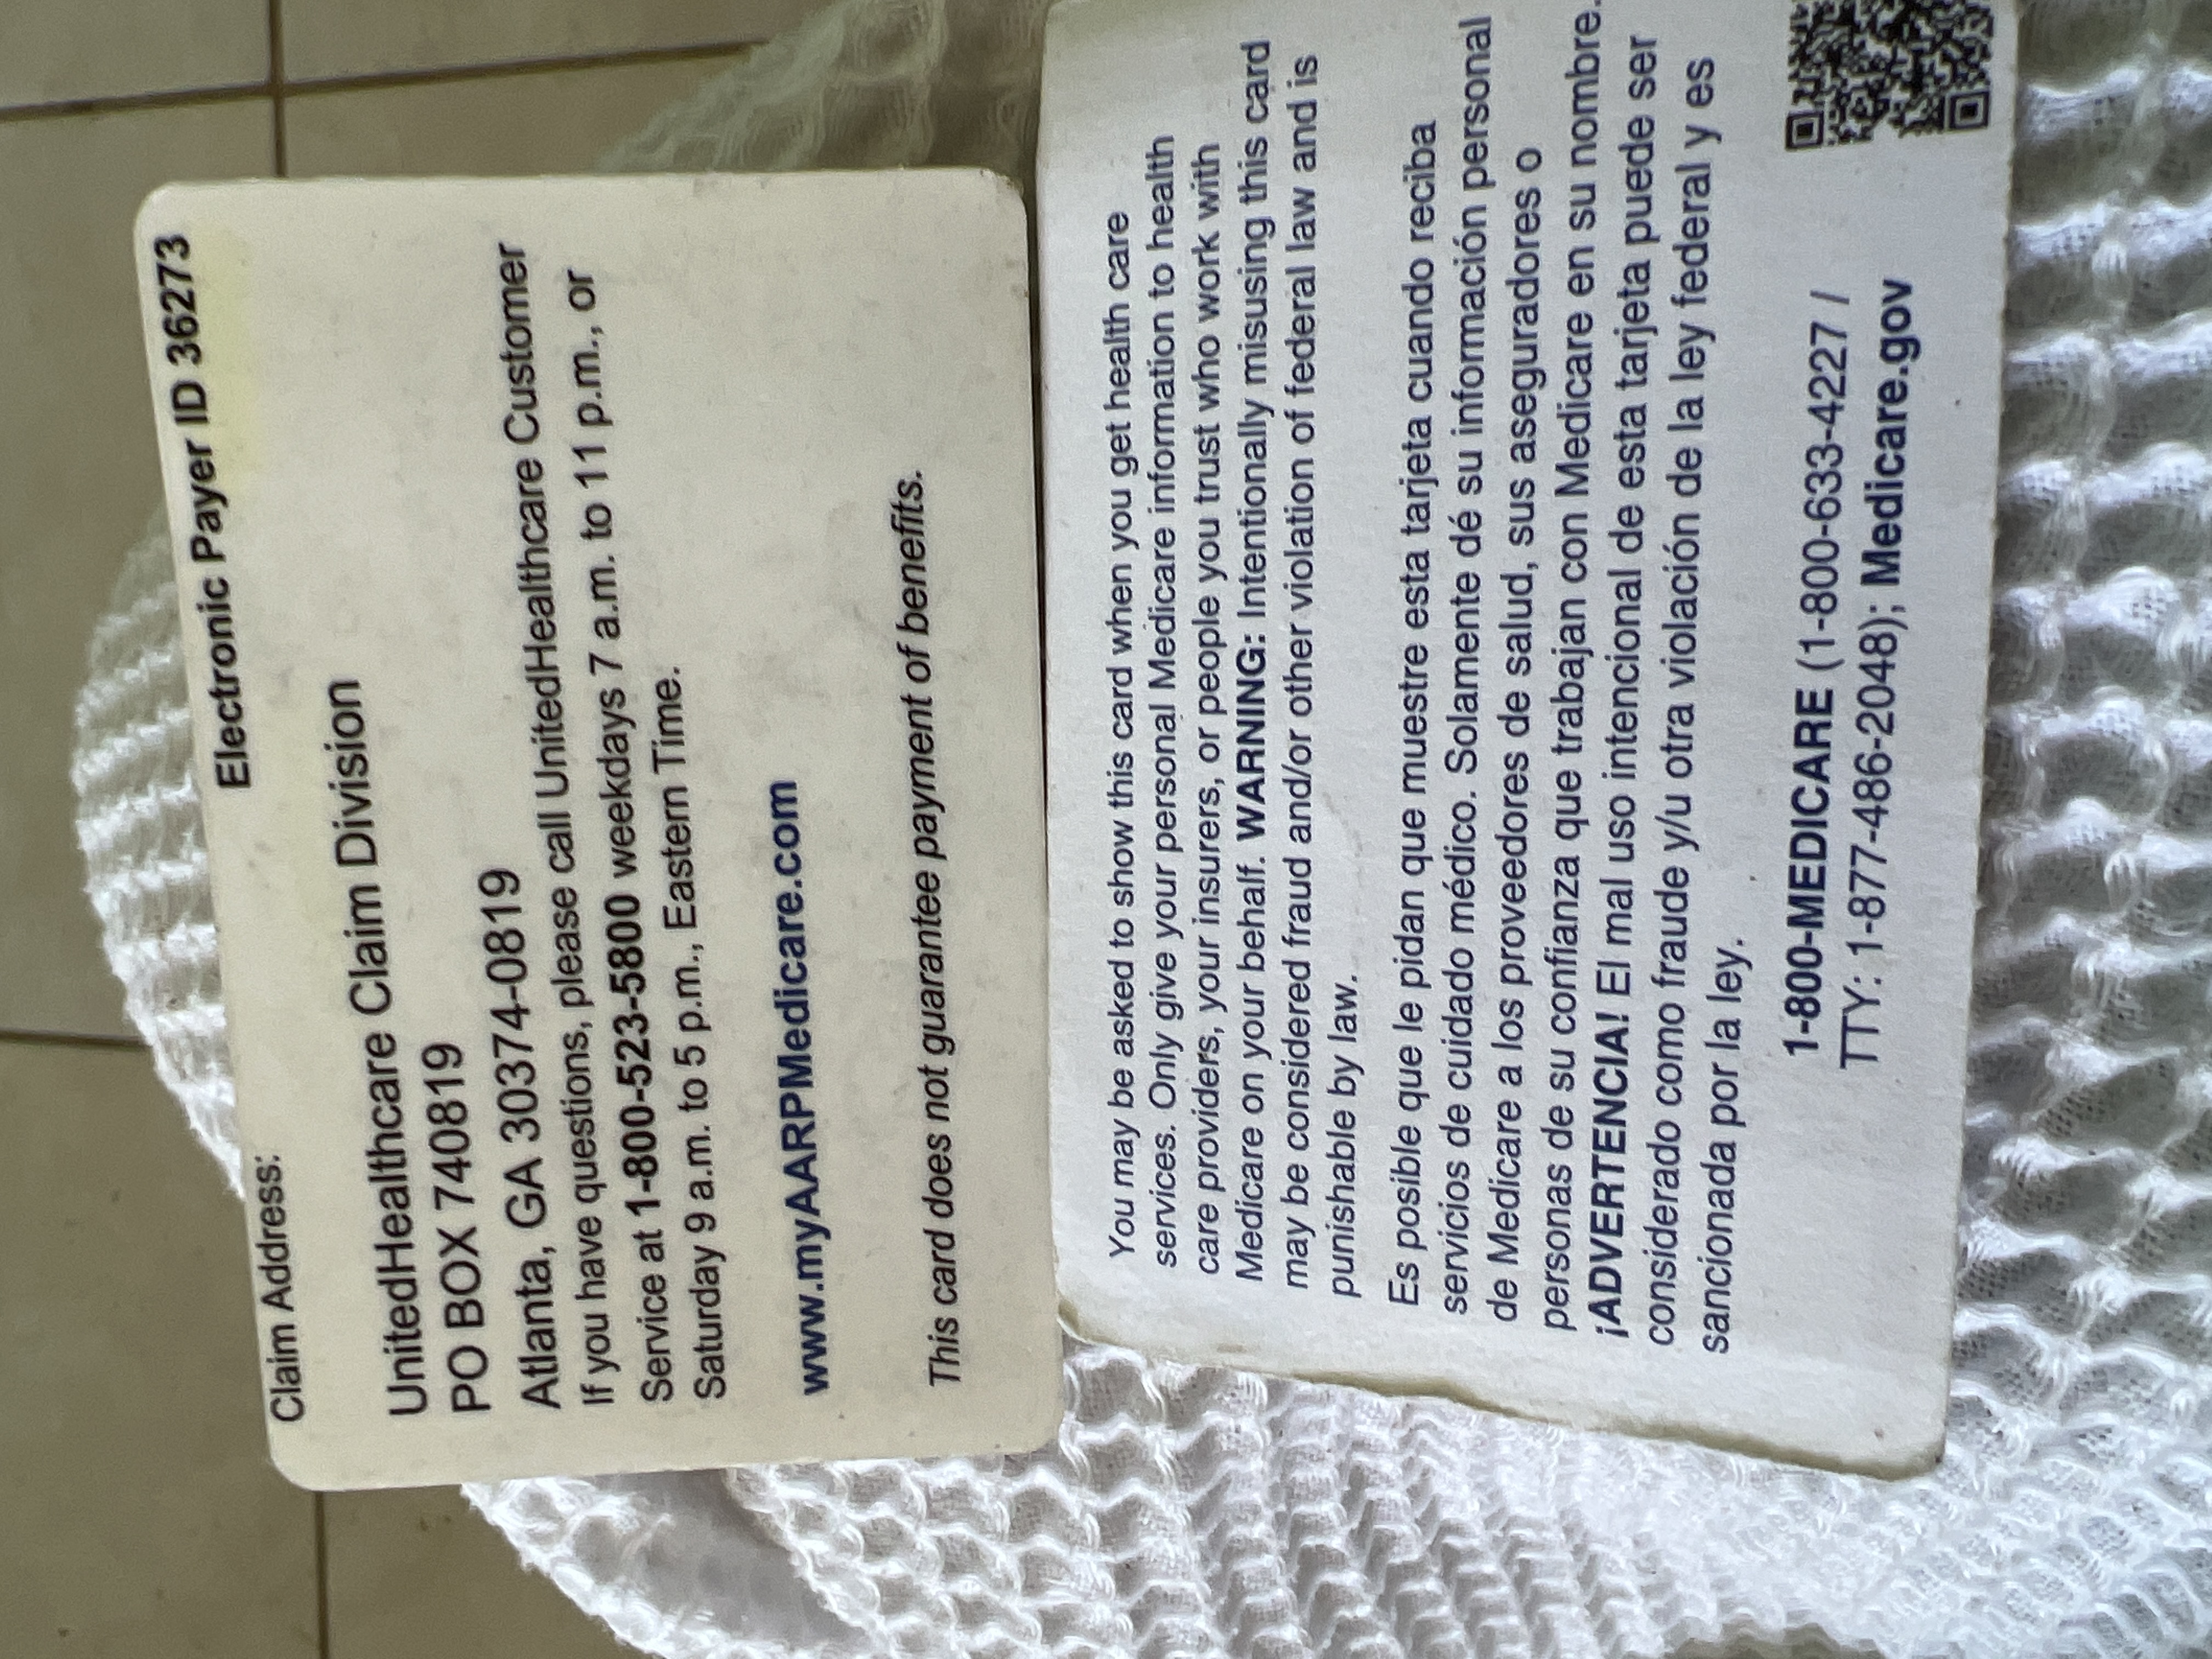 Electronic Payer ID 36273
Claim Address:
UnitedHealthcare Claim Division
PO BOX 740819
Atlanta, GA 30374-0819
If you have questions, please call UnitedHealthcare Customer
Service at 1-800-523-5800 weekdays 7 a.m. to 11 p.m., or
Saturday 9 a.m. to 5 p.m., Eastern Time.
www.myAARPMedicare.com
This card does not guarantee payment of benefits.
You may be asked to show this card when you get health care
services. Only give your personal Medicare information to health
care providers, your insurers, or people you trust who work with
Medicare on your behalf. WARNING: Intentionally misusing this card
may be considered fraud and/or other violation of federal law and is
punishable by law.
Es posible que le pidan que muestre esta tarjeta cuando reciba
servicios de cuidado médico. Solamente dé su información personal
de Medicare a los proveedores de salud, sus aseguradores o
personas de su confianza que trabajan con Medicare en su nombre.
¡ADVERTENCIA! El mal uso intencional de esta tarjeta puede ser
considerado como fraude y/u otra violación de la ley federal y es
sancionada por la ley.
1-800-MEDICARE (1-800-633-4227 /
TTY: 1-877-486-2048); Medicare.gov